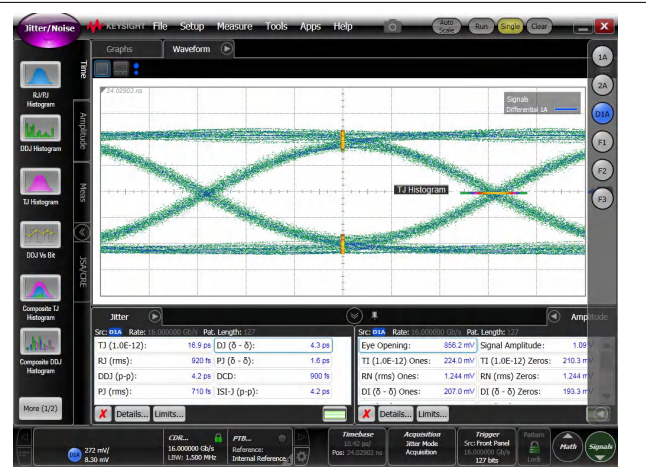 Jitter/Noise
KEYSIGHT File Setup Measure Tools Apps Help
Auto Scale
Run
Single
Clear
Graphs Waveform
RJ/PJ
Histogram
DDJ Histogram
TJ Histogram
DDJ Vs Bit
Composite TJ
Histogram
Composite DDJ
Histogram
More (1/2)
Time
Amplitude
Meas
JSA/CRE
24.02903 ns
Signals
Differential 1A
TJ Histogram
1A
2A
D1A
F1
F2
F3
Jitter
Src: D1A Rate: 16.000000 Gb/s Pat. Length: 127
TJ (1.0E-12): 16.9 ps DJ (δ - δ): 4.3 ps
RJ (rms): 920 fs PJ (δ - δ): 1.6 ps
DDJ (p-p): 4.2 ps DCD: 900 fs
PJ (rms): 710 fs ISI-J (p-p): 4.2 ps
Details... Limits...
Amplitude
Src: D1A Rate: 16.000000 Gb/s Pat. Length: 127
Eye Opening: 856.2 mV Signal Amplitude: 1.09 V
TI (1.0E-12) Ones: 224.0 mV TI (1.0E-12) Zeros: 210.3 mV
RN (rms) Ones: 1.244 mV RN (rms) Zeros: 1.244 mV
DI (δ - δ) Ones: 207.0 mV DI (δ - δ) Zeros: 193.3 mV
Details... Limits...
D1A
272 mV/
8.30 mV
CDR...
16.000000 Gb/s
LBW: 1.500 MHz
PTB...
Reference:
Internal Reference
Timebase
10.42 ps/
Pos: 24.02903 ns
Acquisition
Jitter Mode
Acquisition
Trigger
Src: Front Panel
16.000000 Gb/s
127 bits
Pattern
Lock
Math
Signals